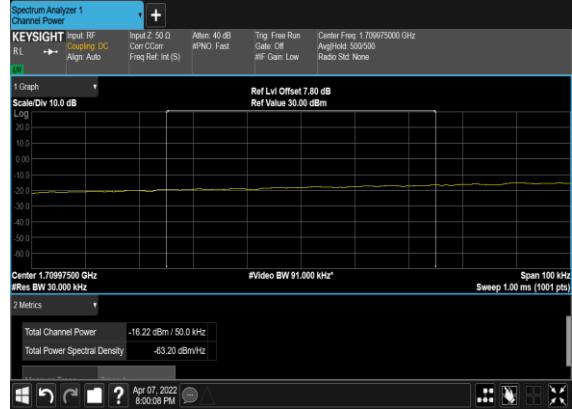 Spectrum Analyzer 1
Channel Power
KEYSIGHT Input: RF Input Z: 50 Ω Atten: 40 dB Trig: Free Run Center Freq: 1.709975000 GHz
RL Coupling: DC Corr CCorr #PNO: Fast Gate: Off Avg|Hold: 500/500
Align: Auto Freq Ref: Int (S) #IF Gain: Low Radio Std: None
1 Graph Ref Lvl Offset 7.80 dB
Scale/Div 10.0 dB Ref Value 30.00 dBm
Log
20.0
10.0
0.00
-10.0
-20.0
-30.0
-40.0
-50.0
-60.0
Center 1.70997500 GHz #Video BW 91.000 kHz* Span 100 kHz
#Res BW 30.000 kHz Sweep 1.00 ms (1001 pts)
2 Metrics
Total Channel Power -16.22 dBm / 50.0 kHz
Total Power Spectral Density -63.20 dBm/Hz
Apr 07, 2022
8:00:08 PM